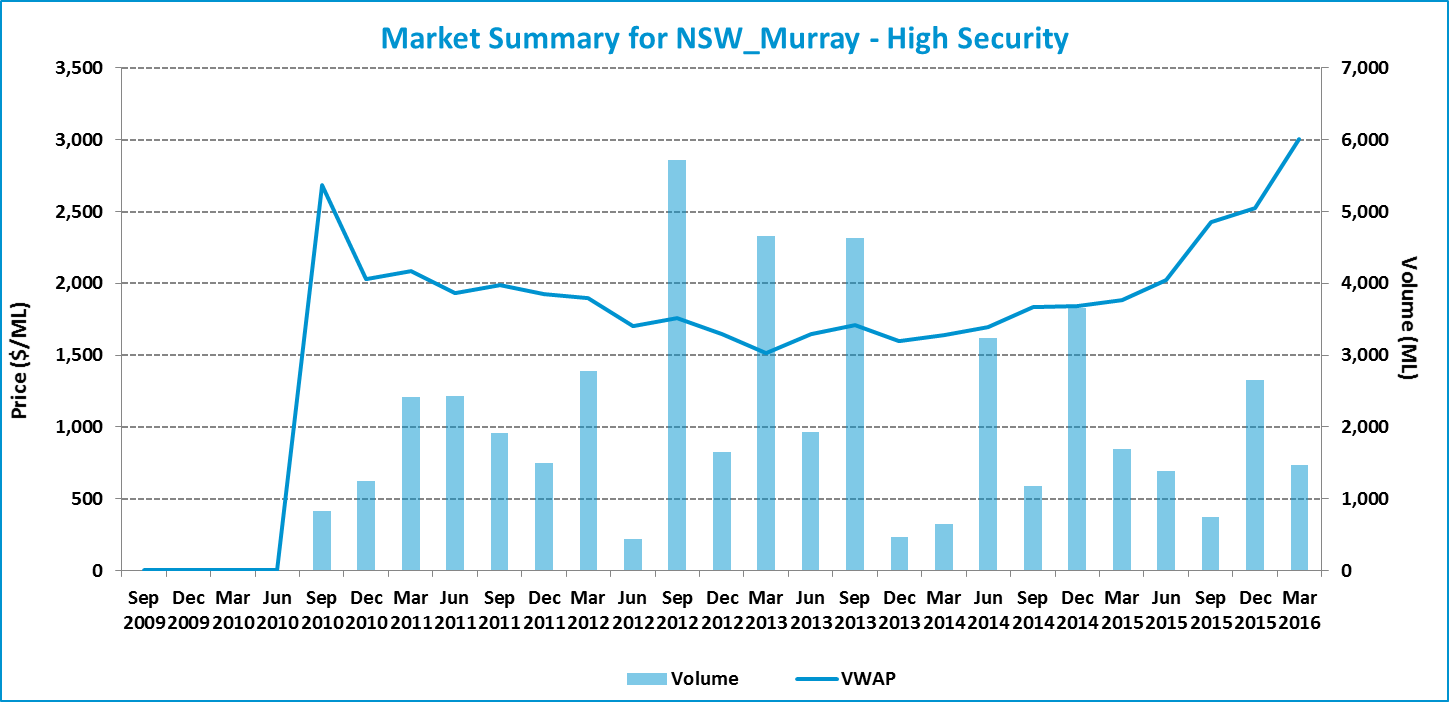 Market Summary for NSW_Murray - High Security
3,500
3,000
2,500
2,000
1,500
1,000
500
0
Price ($/ML)
7,000
6,000
5,000
4,000
3,000
2,000
1,000
0
Volume (ML)
Sep Dec Mar Jun Sep Dec Mar Jun Sep Dec Mar Jun Sep Dec Mar Jun Sep Dec Mar Jun Sep Dec Mar Jun Sep Dec Mar
2009 2009 2010 2010 2010 2010 2011 2011 2011 2011 2012 2012 2012 2012 2013 2013 2013 2013 2014 2014 2014 2014 2015 2015 2015 2015 2016
Volume VWAP